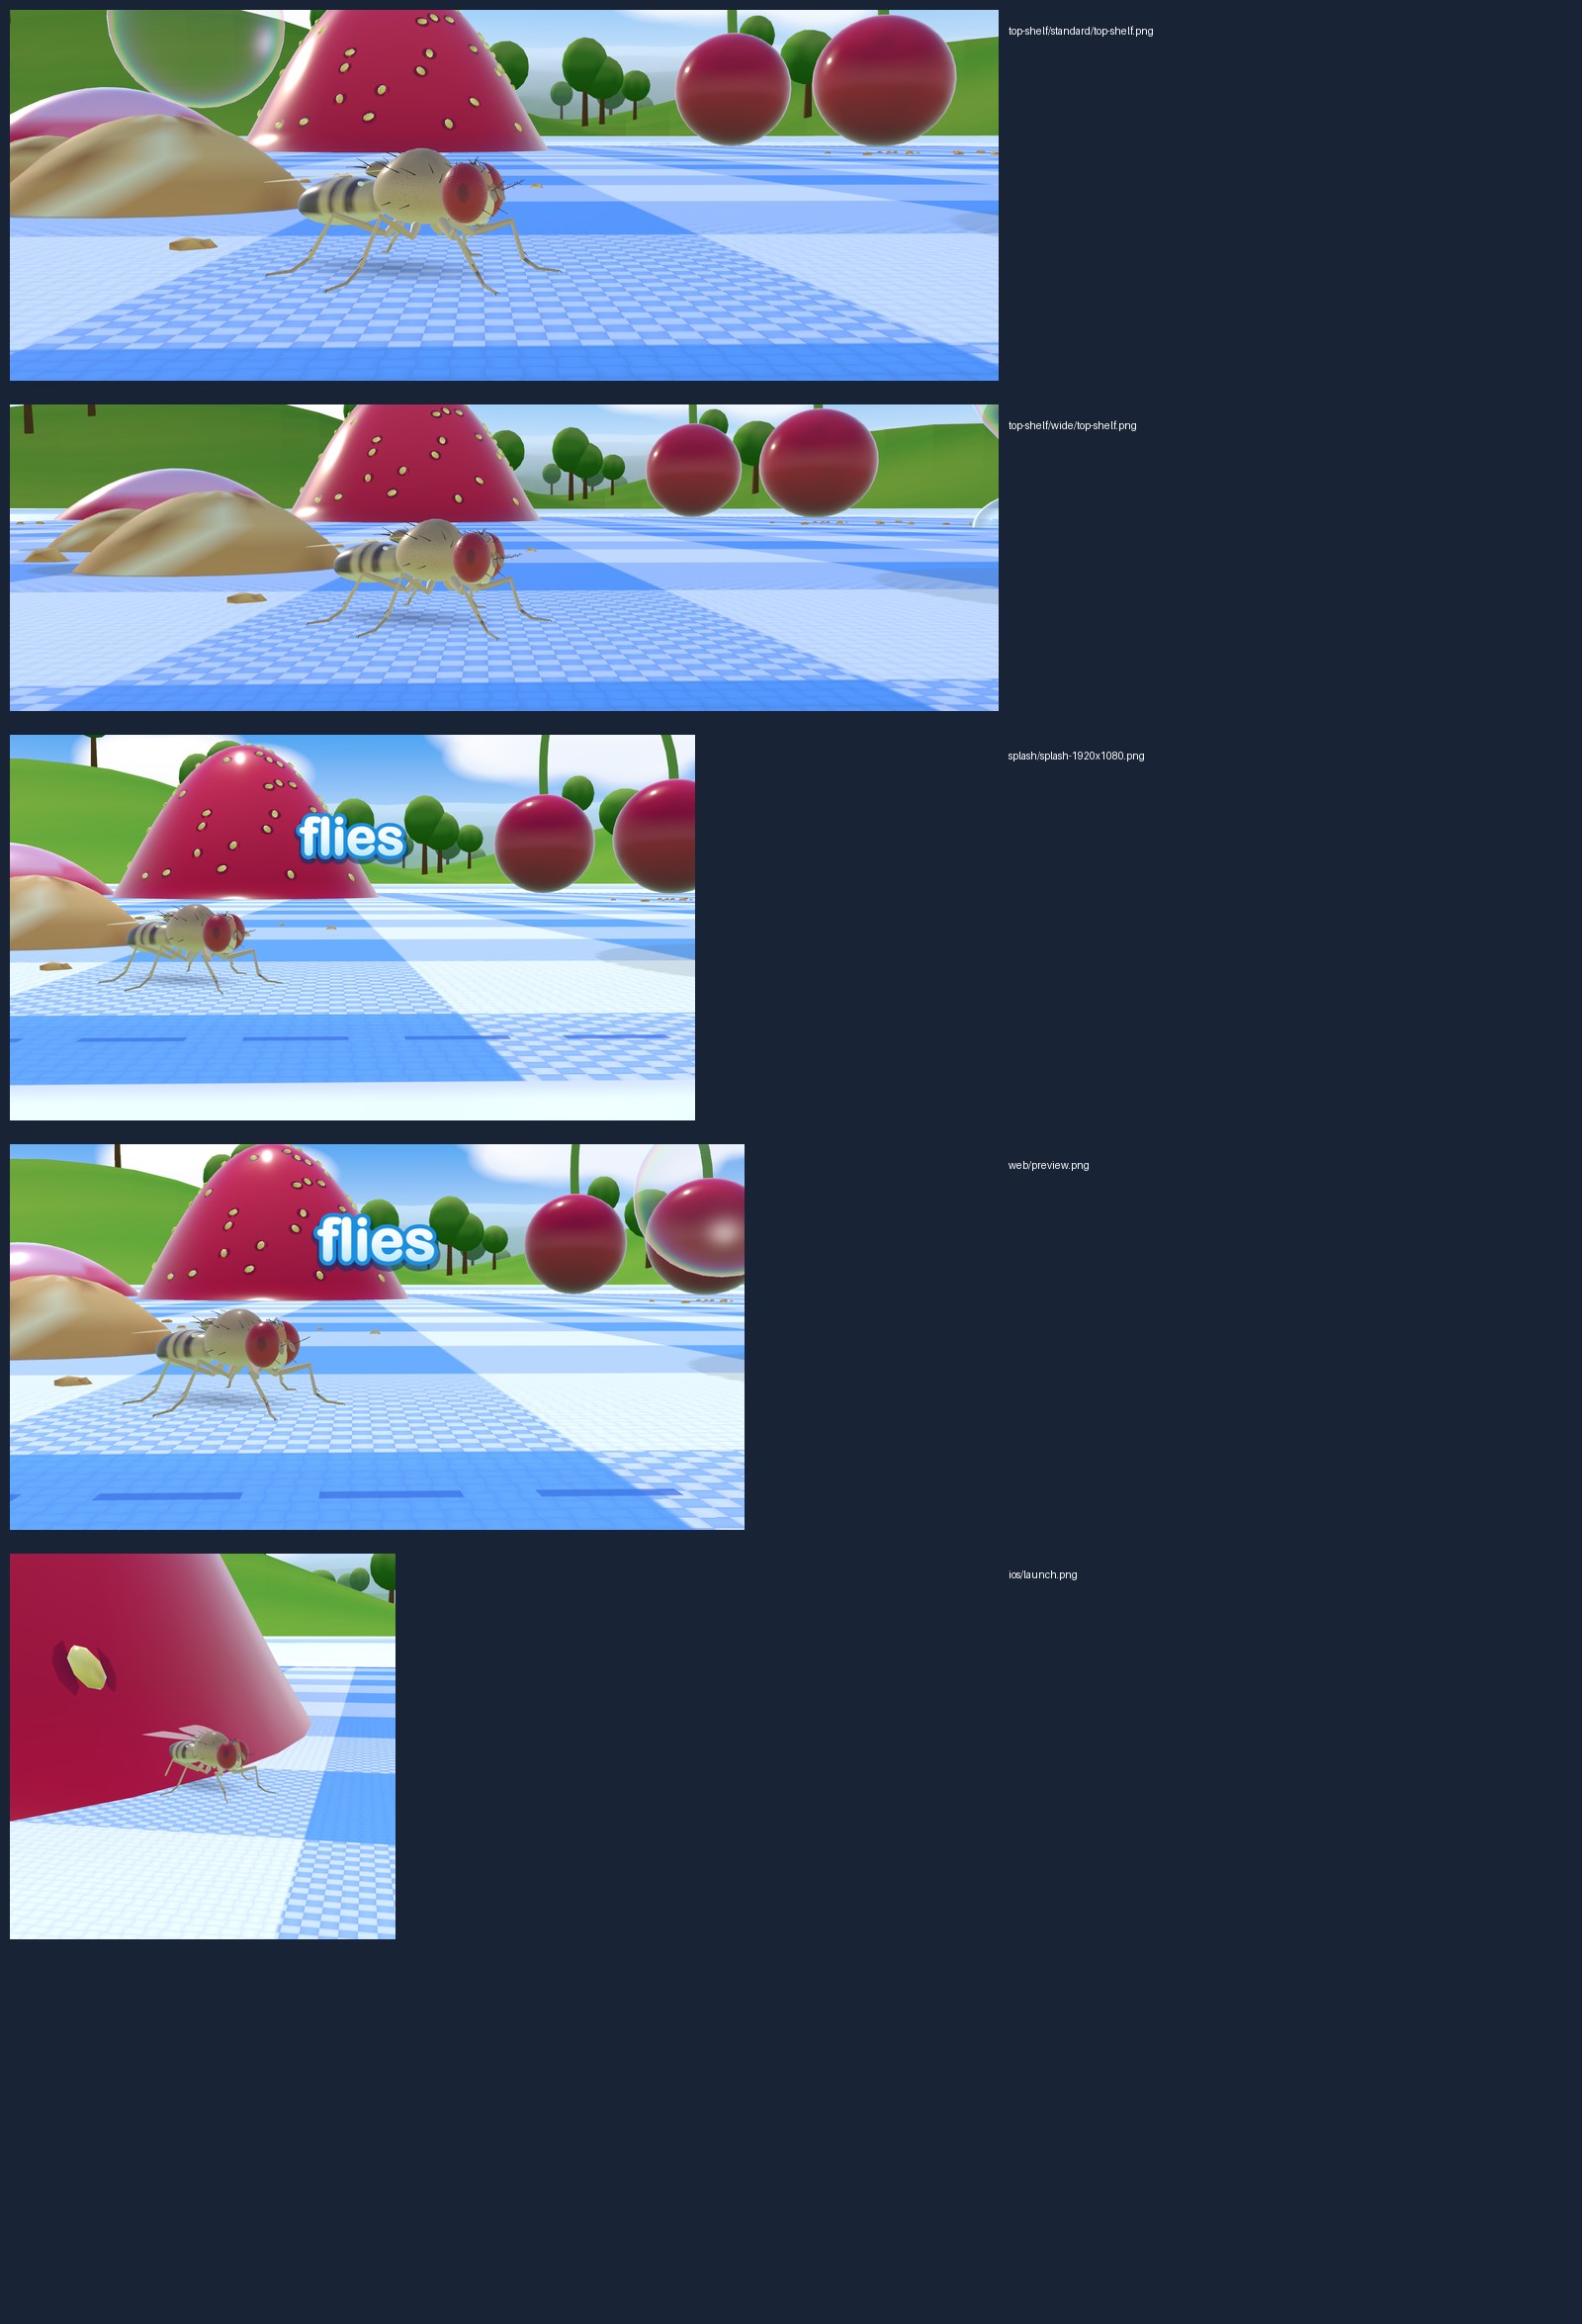 top-shelf/standard/top-shelf.png
top-shelf/wide/top-shelf.png
splash/splash-1920x1080.png
flies
web/preview.png
flies
ios/launch.png